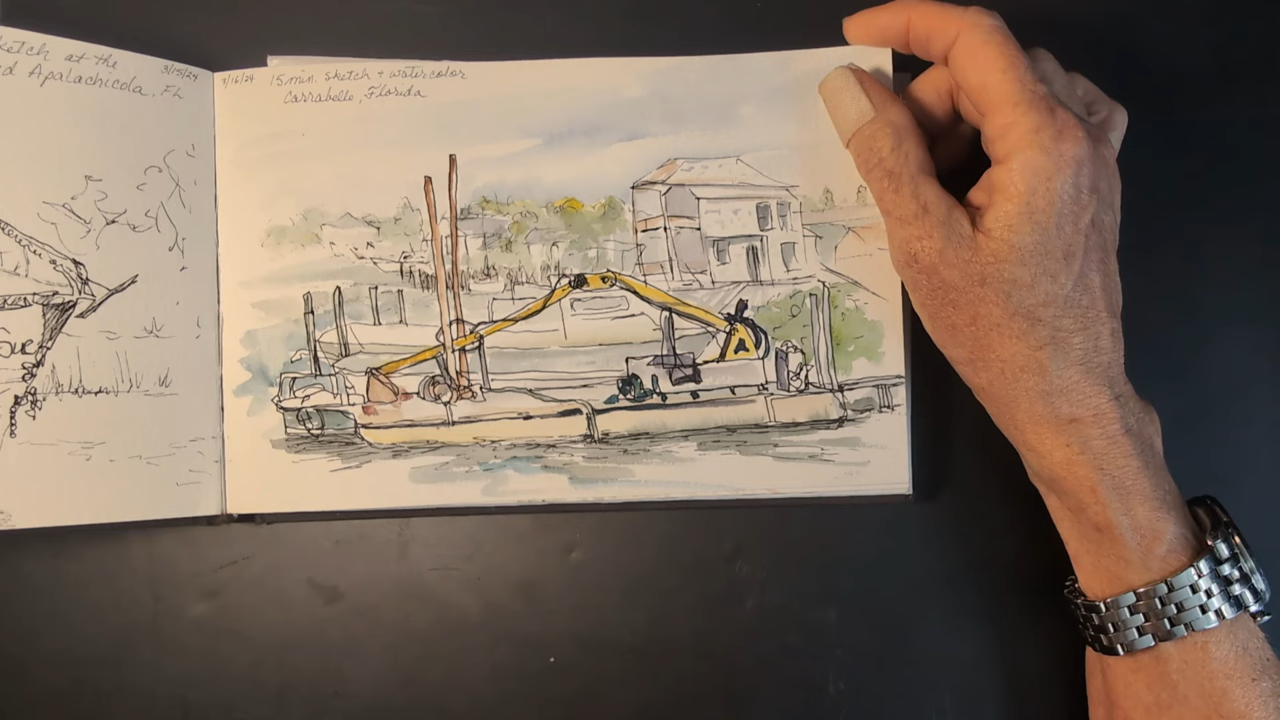 ketch at the
3/15/24
d Apalachicola, FL
3/16/24 15 min. sketch + watercolor
Carrabelle, Florida